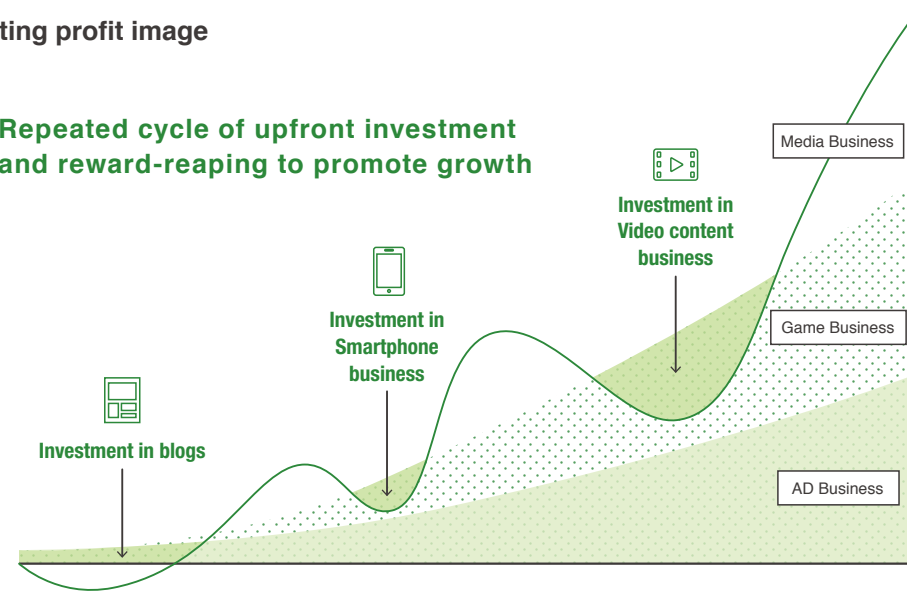 profit image
Repeated cycle of upfront investment
and reward-reaping to promote growth
Media Business
Investment in
Video content
business
Game Business
Investment in
Smartphone
business
Investment in blogs
AD Business